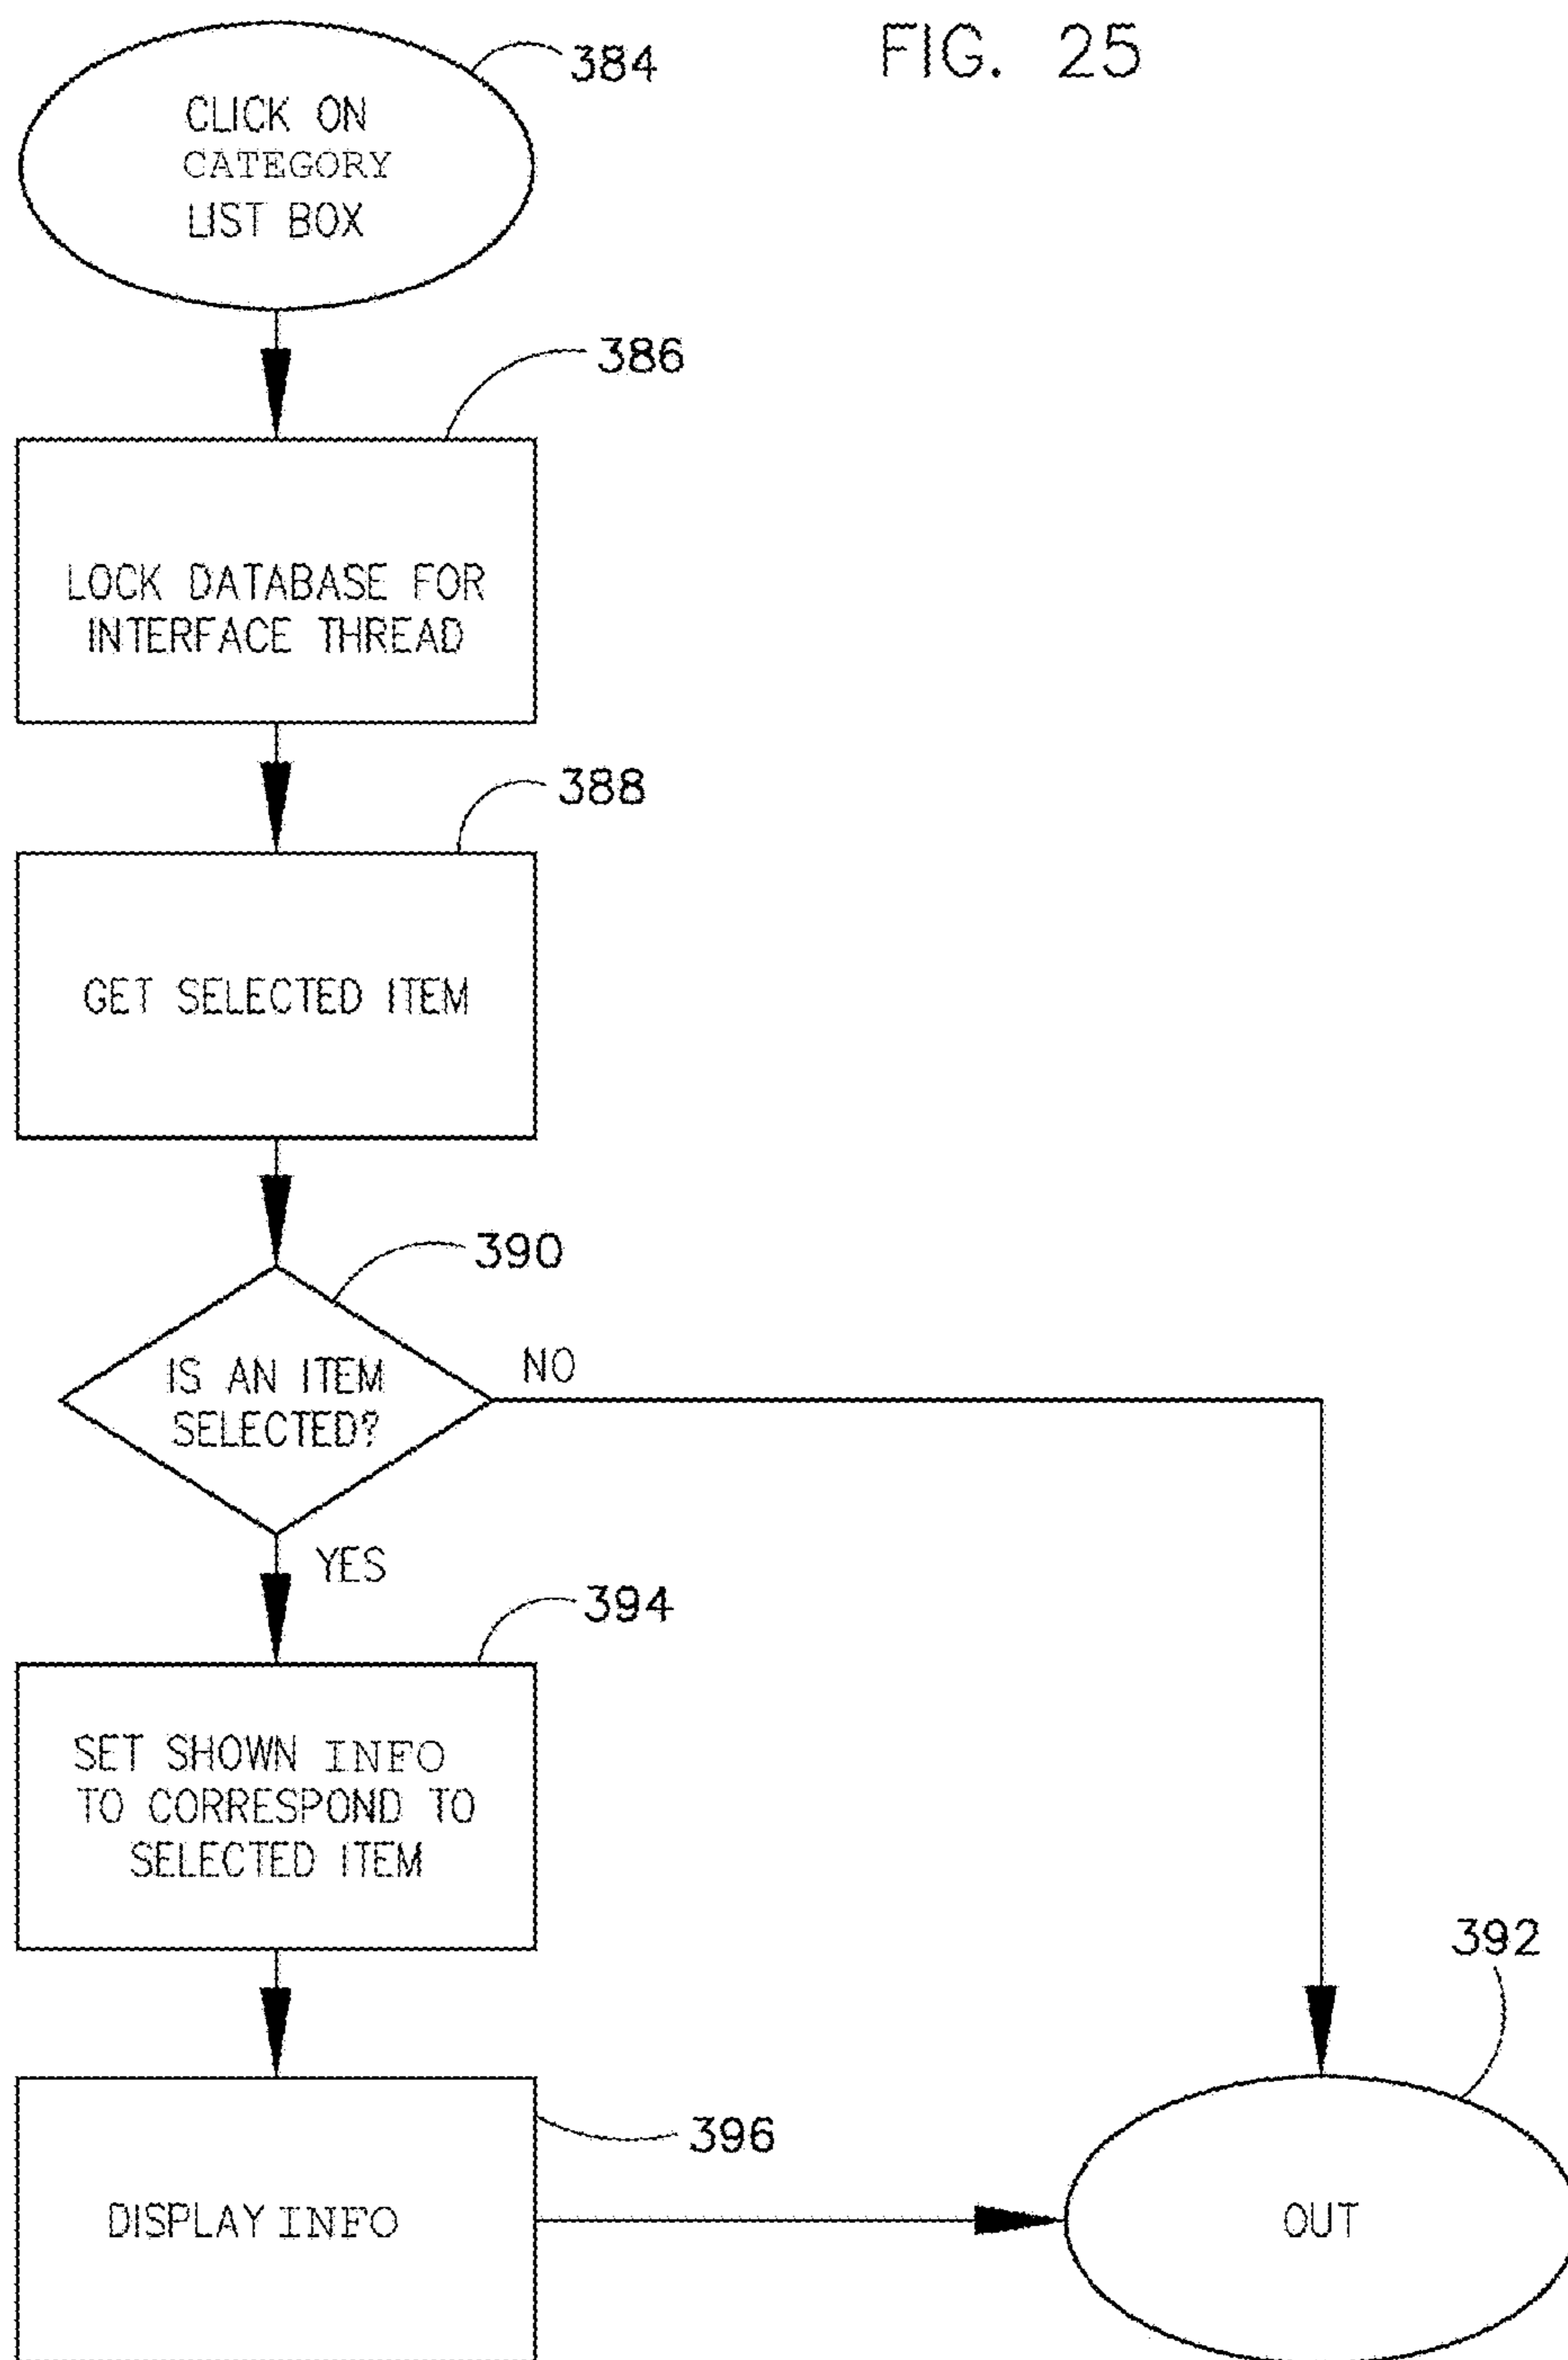 FIG. 25
384
CLICK ON
CATEGORY
LIST BOX
386
LOCK DATABASE FOR
INTERFACE THREAD
388
GET SELECTED ITEM
390
IS AN ITEM
SELECTED?
NO
YES
394
SET SHOWN INFO
TO CORRESPOND TO
SELECTED ITEM
392
396
DISPLAY INFO
OUT